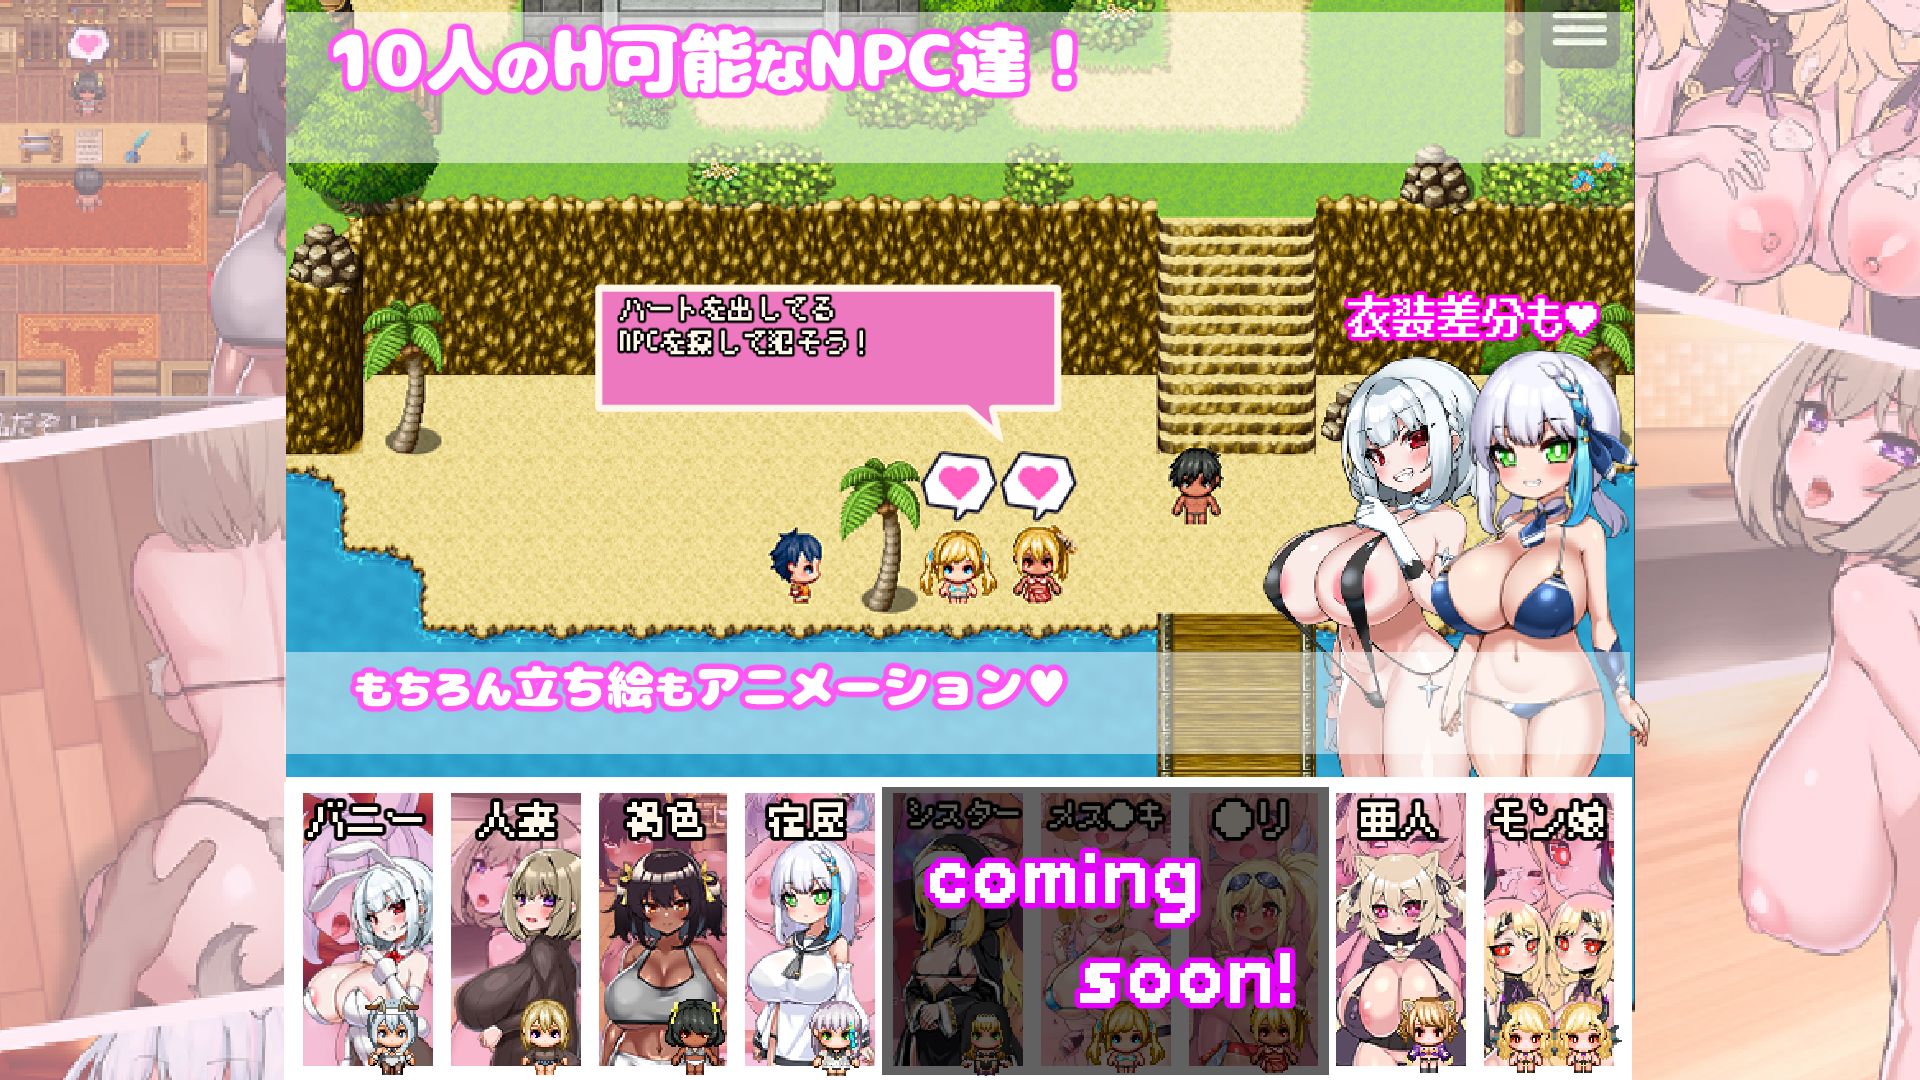 10人のH可能なNPC達！
ハートを出してる
NPCを探して犯そう！
衣装差分も♥
もちろん立ち絵もアニメーション♥
バニー
人妻
褐色
宿屋
シスター
メス●キ
●リ
亜人
モン娘
coming
soon!
だぞ！！